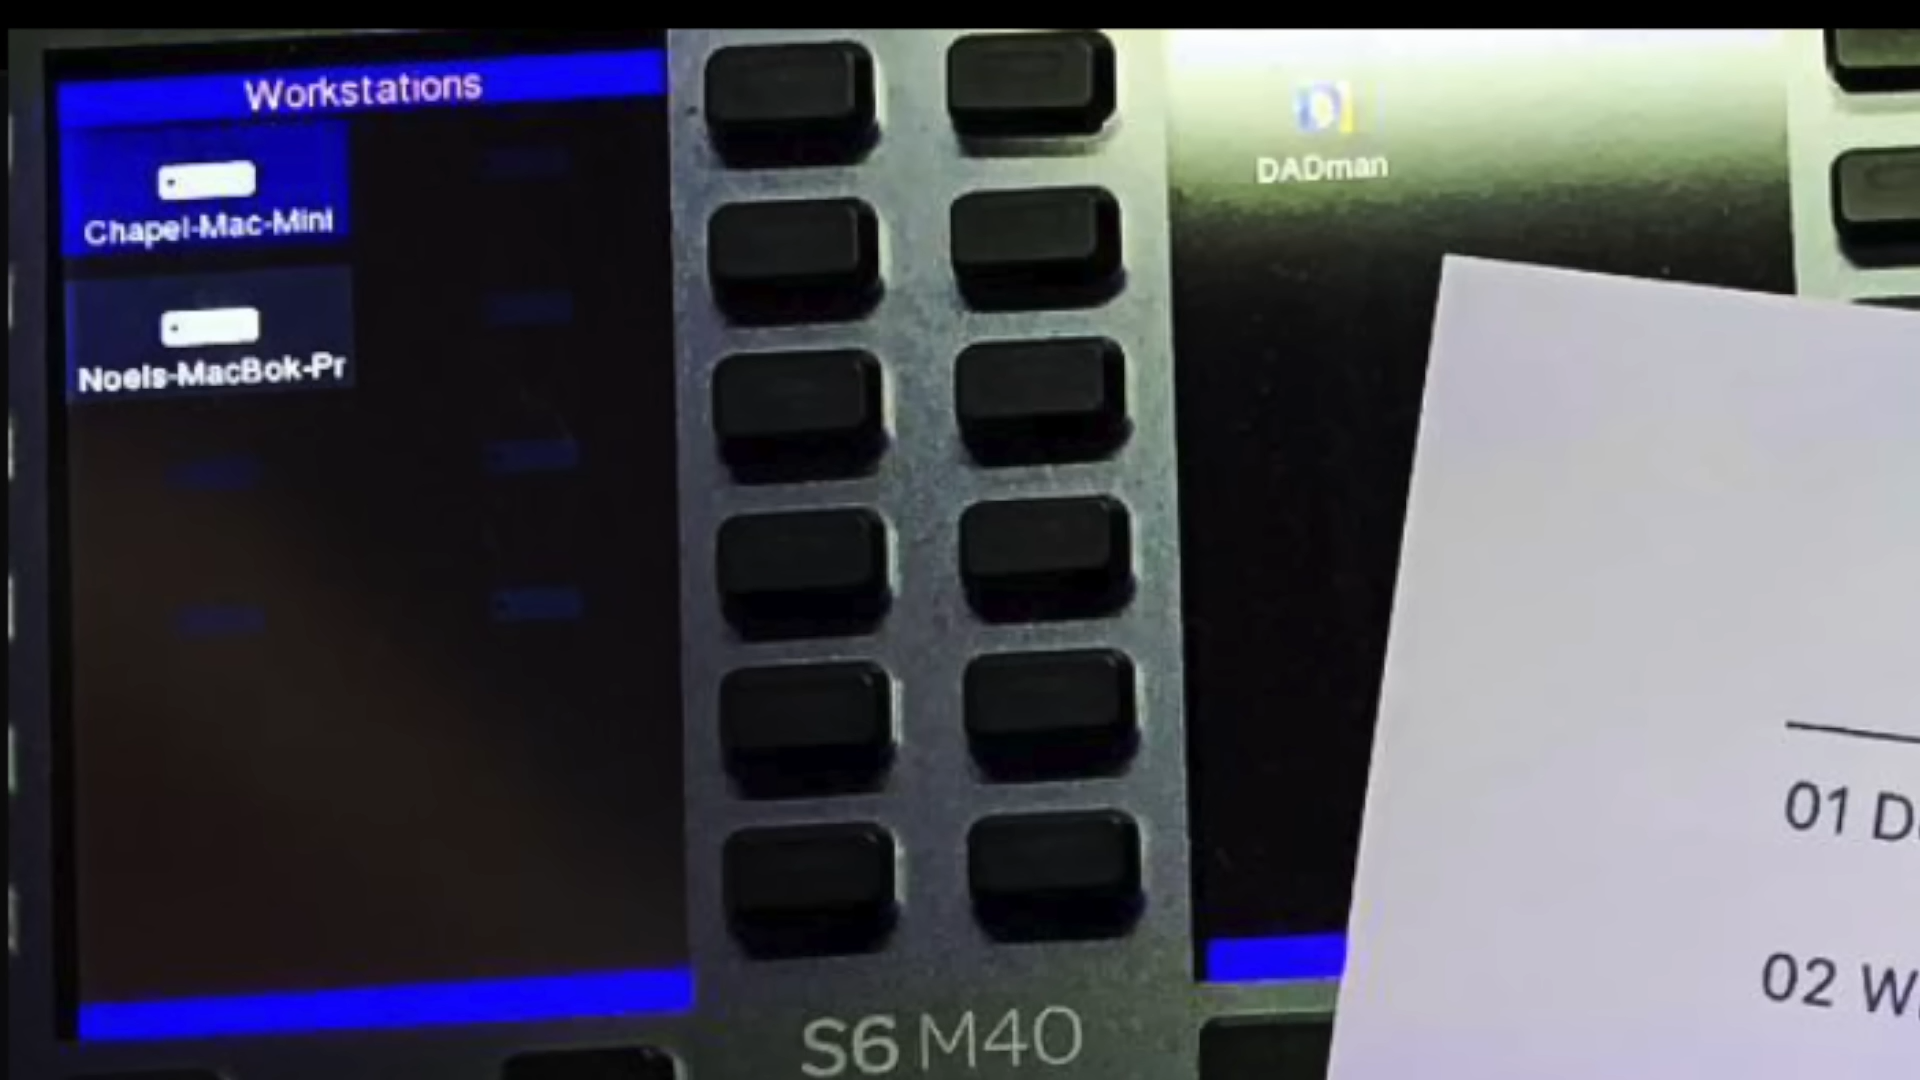 Workstations
Chapel-Mac-Mini
Noels-MacBok-Pr
DADman
01 D
02 W
S6 M40